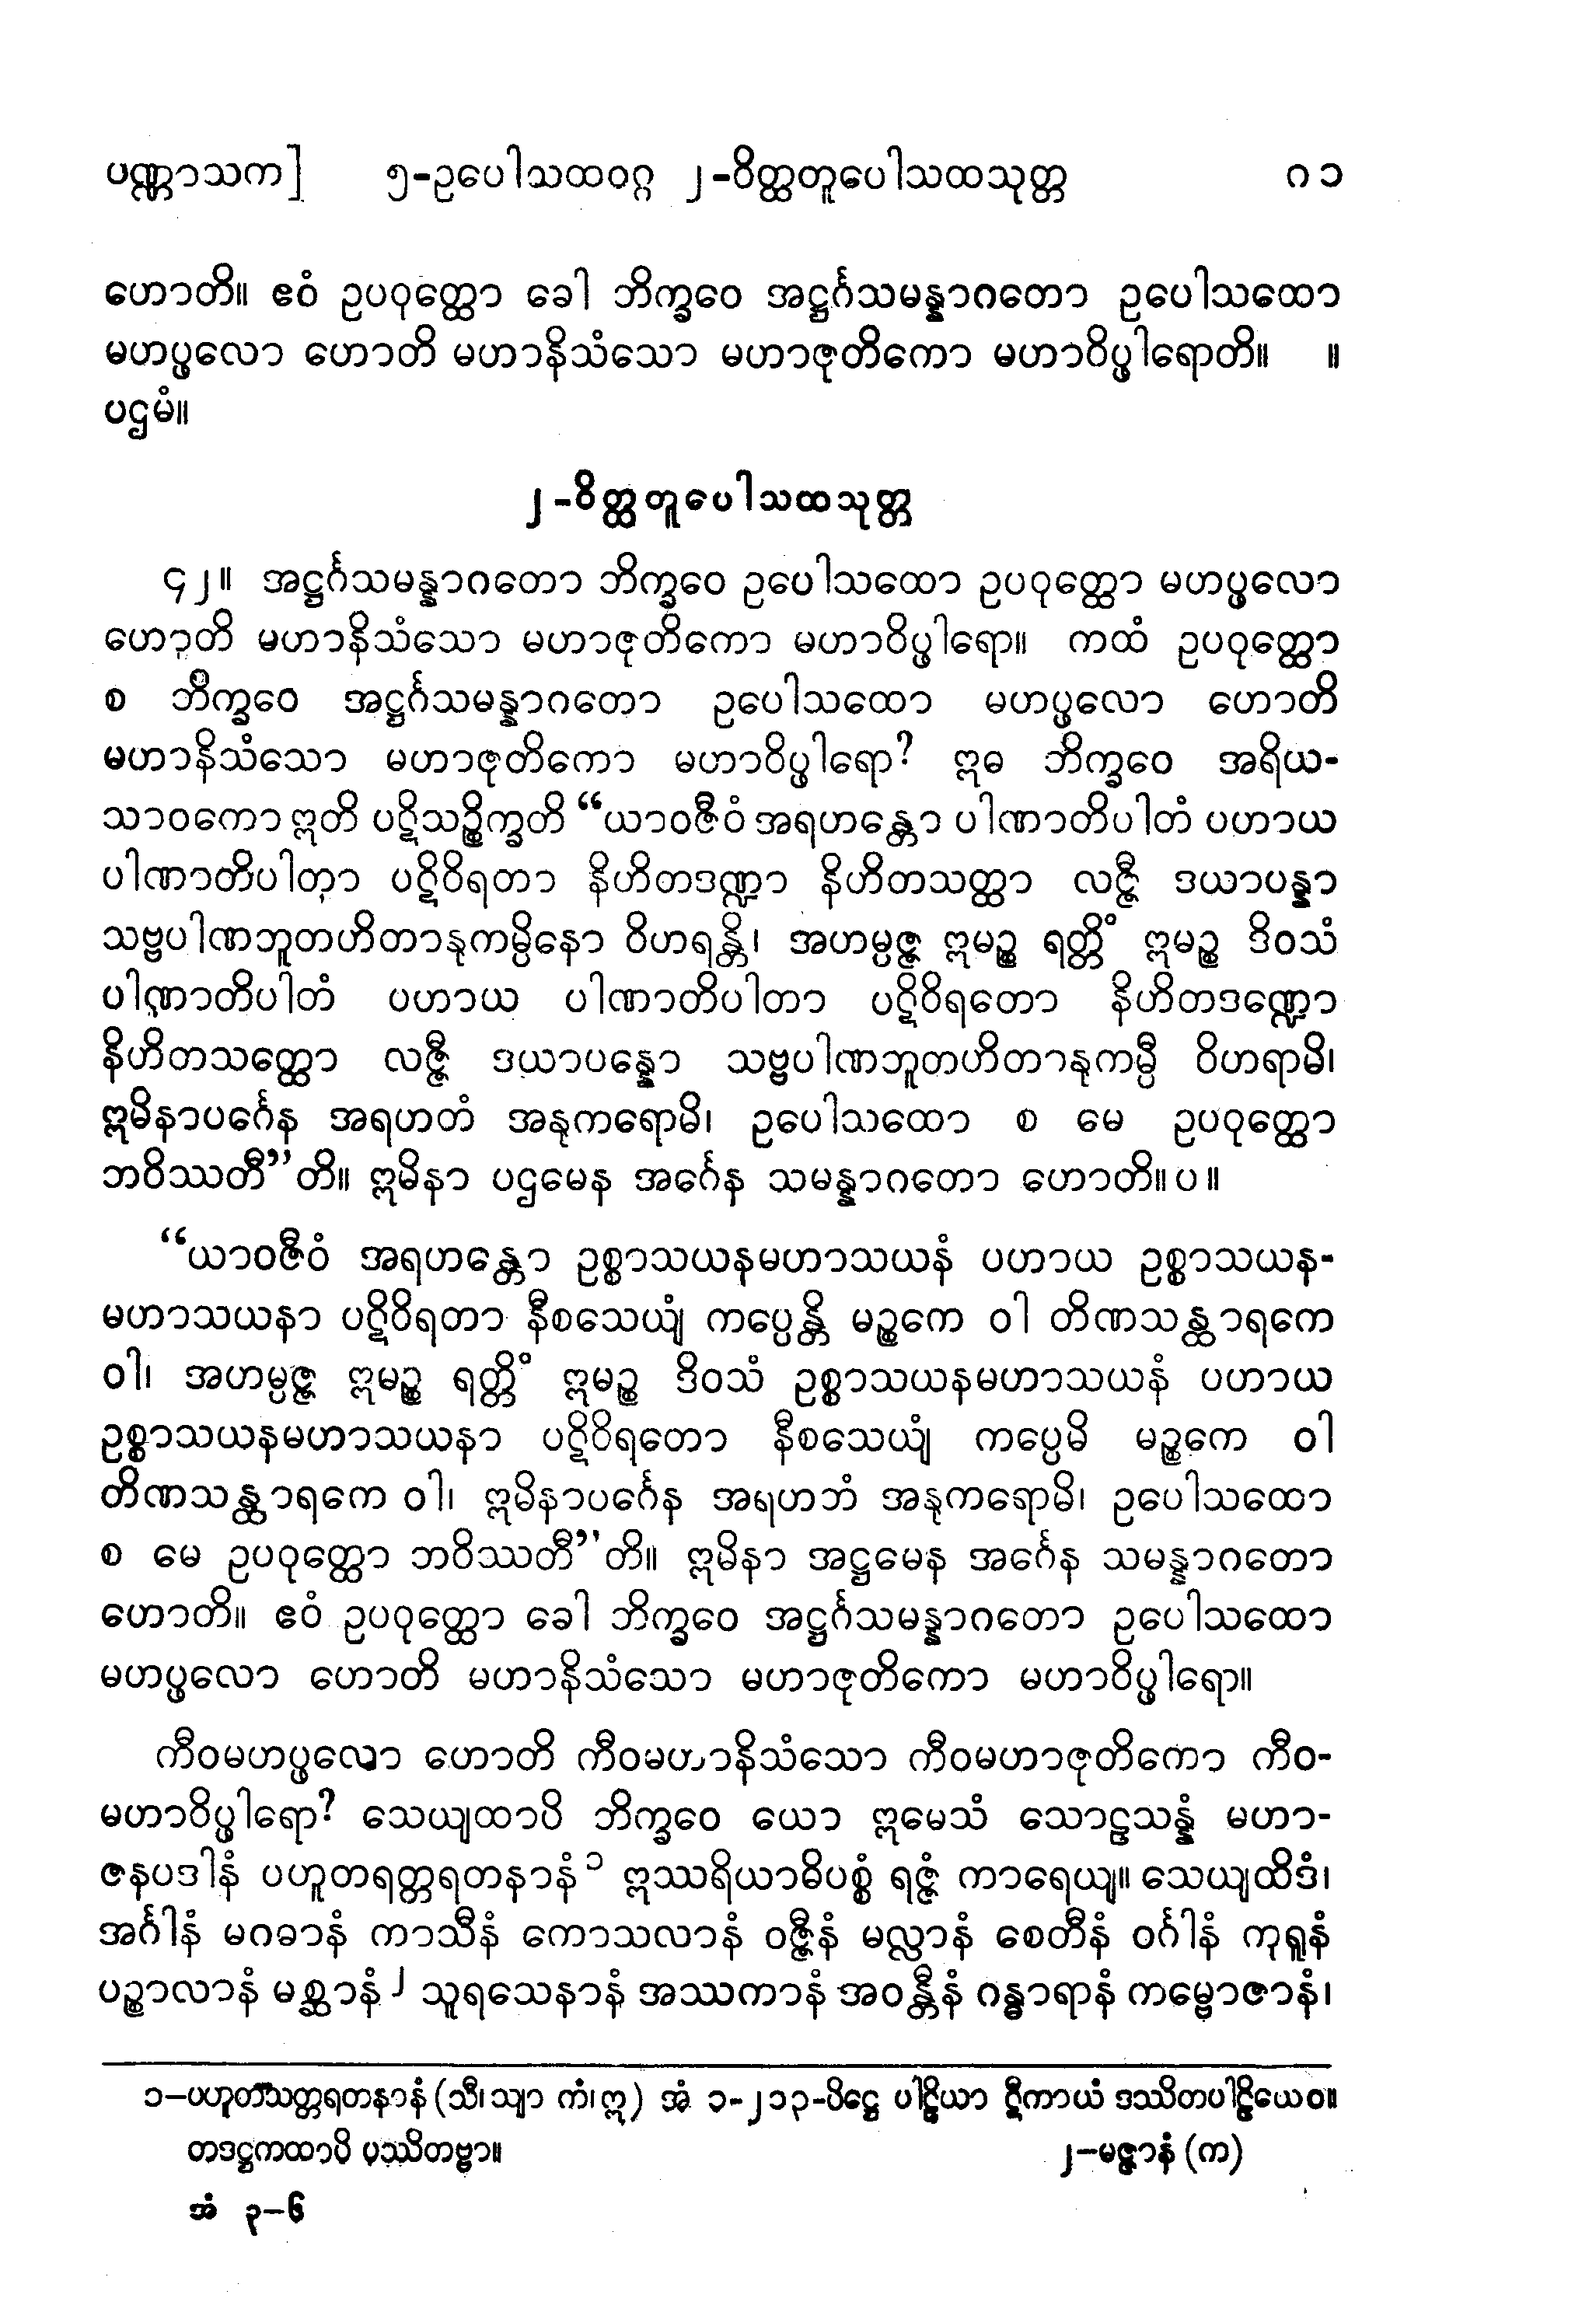 ပဏ္ဏာသက] ၅-ဥပေါသထဝဂ္ဂ ၂-ဝိတ္ထတူပေါသထသုတ္တ ဂ၁
ဟောတိ။ ဧဝံ ဥပဝုတ္ထော ခေါ ဘိက္ခဝေ အဋ္ဌင်္ဂသမန္နာဂတော ဥပေါသထော
မဟပ္ဖလော ဟောတိ မဟာနိသံသော မဟာဇုတိကော မဟာဝိပ္ဖါရောတိ။ ။
ပဌမံ။
၂-ဝိတ္ထတူပေါသထသုတ္တ
၄၂။ အဋ္ဌင်္ဂသမန္နာဂတော ဘိက္ခဝေ ဥပေါသထော ဥပဝုတ္ထော မဟပ္ဖလော
ဟောတိ မဟာနိသံသော မဟာဇုတိကော မဟာဝိပ္ဖါရော။ ကထံ ဥပဝုတ္ထော
စ ဘိက္ခဝေ အဋ္ဌင်္ဂသမန္နာဂတော ဥပေါသထော မဟပ္ဖလော ဟောတိ
မဟာနိသံသော မဟာဇုတိကော မဟာဝိပ္ဖါရော? ဣဓ ဘိက္ခဝေ အရိယ-
သာဝကော ဣတိ ပဋိသဉ္စိက္ခတိ “ယာဝဇီဝံ အရဟန္တော ပါဏာတိပါတံ ပဟာယ
ပါဏာတိပါတာ ပဋိဝိရတာ နိဟိတဒဏ္ဍာ နိဟိတသတ္ထာ လဇ္ဇီ ဒယာပန္နာ
သဗ္ဗပါဏဘူတဟိတာနုကမ္ပိနော ဝိဟရန္တိ၊ အဟမ္ပဇ္ဇ ဣမဉ္စ ရတ္တိံ ဣမဉ္စ ဒိဝသံ
ပါဏာတိပါတံ ပဟာယ ပါဏာတိပါတာ ပဋိဝိရတော နိဟိတဒဏ္ဍော
နိဟိတသတ္ထော လဇ္ဇီ ဒယာပန္နော သဗ္ဗပါဏဘူတဟိတာနုကမ္ပီ ဝိဟရာမိ၊
ဣမိနာပင်္ဂေန အရဟတံ အနုကရောမိ၊ ဥပေါသထော စ မေ ဥပဝုတ္ထော
ဘဝိဿတီ”တိ။ ဣမိနာ ပဌမေန အင်္ဂေန သမန္နာဂတော ဟောတိ။ပ။
“ယာဝဇီဝံ အရဟန္တော ဥစ္စာသယနမဟာသယနံ ပဟာယ ဥစ္စာသယန-
မဟာသယနာ ပဋိဝိရတာ နီစသေယျံ ကပ္ပေန္တိ မဉ္စကေ ဝါ တိဏသန္ထာရကေ
ဝါ၊ အဟမ္ပဇ္ဇ ဣမဉ္စ ရတ္တိံ ဣမဉ္စ ဒိဝသံ ဥစ္စာသယနမဟာသယနံ ပဟာယ
ဥစ္စာသယနမဟာသယနာ ပဋိဝိရတော နီစသေယျံ ကပ္ပေမိ မဉ္စကေ ဝါ
တိဏသန္ထာရကေ ဝါ၊ ဣမိနာပင်္ဂေန အရဟဘံ အနုကရောမိ၊ ဥပေါသထော
စ မေ ဥပဝုတ္ထော ဘဝိဿတီ”တိ။ ဣမိနာ အဋ္ဌမေန အင်္ဂေန သမန္နာဂတော
ဟောတိ။ ဧဝံ ဥပဝုတ္ထော ခေါ ဘိက္ခဝေ အဋ္ဌင်္ဂသမန္နာဂတော ဥပေါသထော
မဟပ္ဖလော ဟောတိ မဟာနိသံသော မဟာဇုတိကော မဟာဝိပ္ဖါရော။
ကီဝမဟပ္ဖလော ဟောတိ ကီဝမဟာနိသံသော ကီဝမဟာဇုတိကော ကီဝ-
မဟာဝိပ္ဖါရော? သေယျထာပိ ဘိက္ခဝေ ယော ဣမေသံ သောဠသန္နံ မဟာ-
ဇနပဒါနံ ပဟူတရတ္တရတနာနံ၁ ဣဿရိယာဓိပစ္စံ ရဇ္ဇံ ကာရေယျ။ သေယျထိဒံ၊
အင်္ဂါနံ မဂဓာနံ ကာသီနံ ကောသလာနံ ဝဇ္ဇီနံ မလ္လာနံ စေတီနံ ဝင်္ဂါနံ ကုရူနံ
ပဉ္စာလာနံ မစ္ဆာနံ၂ သူရသေနာနံ အဿကာနံ အဝန္တီနံ ဂန္ဓာရာနံ ကမ္ဗောဇာနံ၊
၁-ပဟူတသတ္တရတနာနံ (သီ၊ သျာ ကံ၊ ဣ) အံ ၁-၂၁၃-ပိဋ္ဌေ ပါဠိယာ ဋီကာယံ ဒဿိတပါဠိယေဝ။
တဒဋ္ဌကထာပိ ပဿိတဗ္ဗာ။ ၂-မဇ္ဇာနံ (က)
အံ ၃-၆